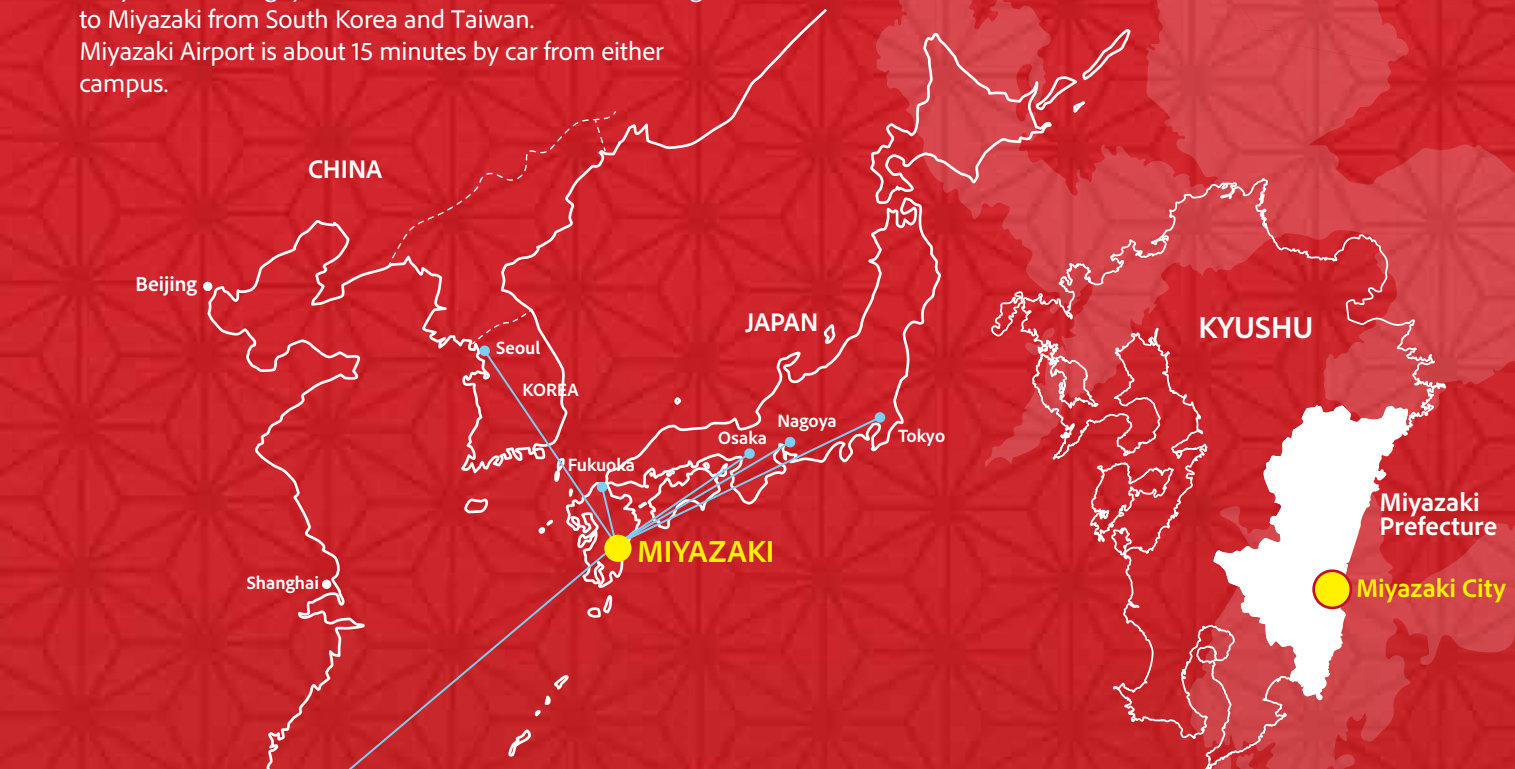 to Miyazaki from South Korea and Taiwan.
Miyazaki Airport is about 15 minutes by car from either
campus.
CHINA
Beijing
Seoul
KOREA
JAPAN
Nagoya
Osaka
Tokyo
Fukuoka
MIYAZAKI
Shanghai
KYUSHU
Miyazaki
Prefecture
Miyazaki City